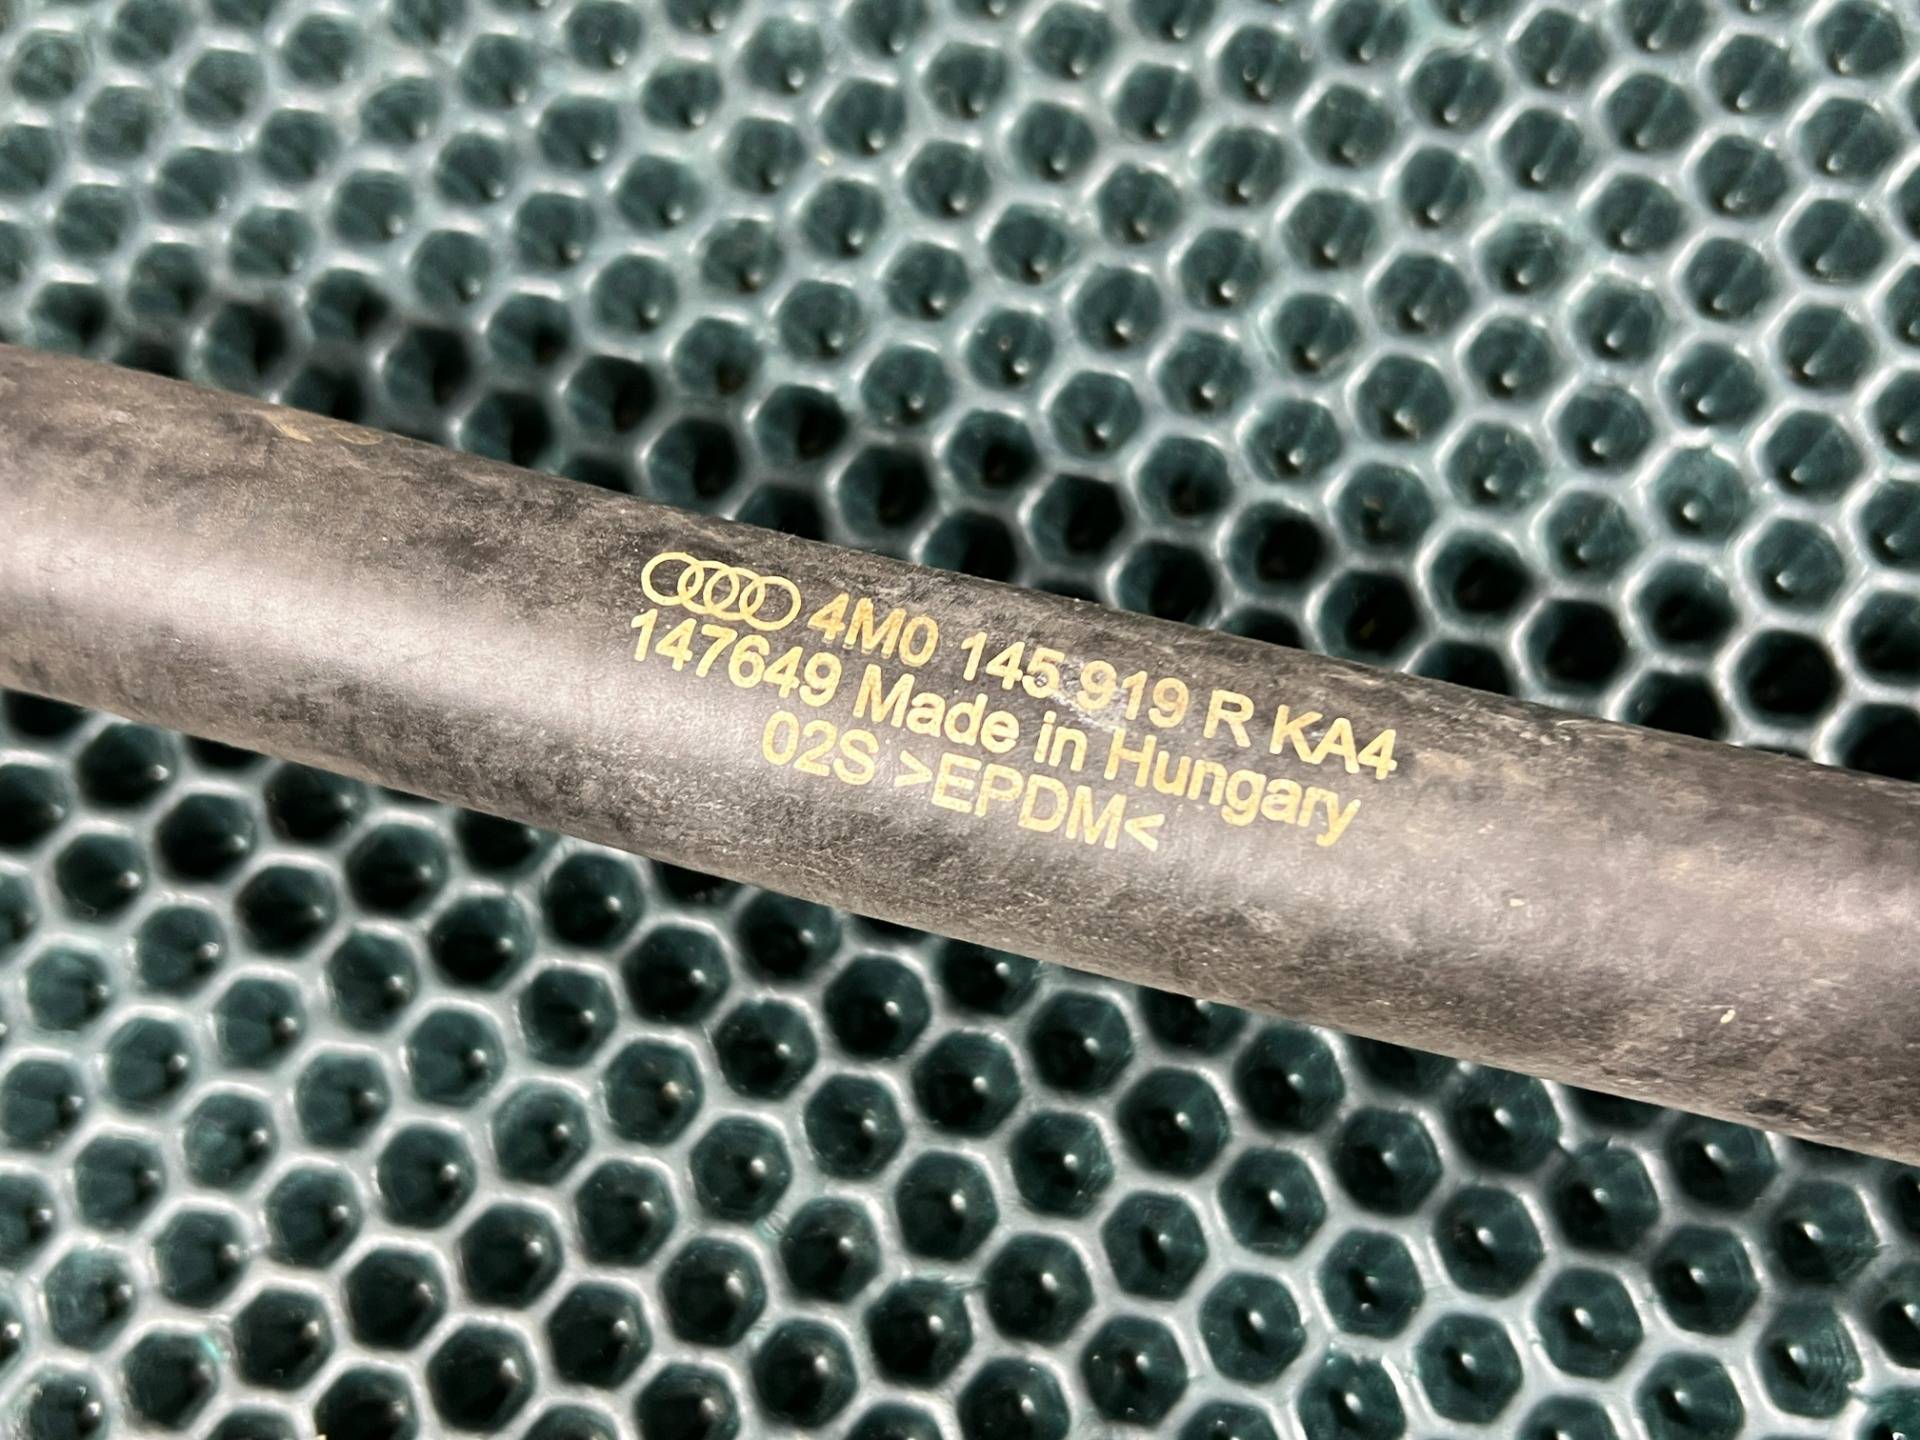 4M0 145 919 R KA4
147649 Made in Hungary
02S >EPDM<